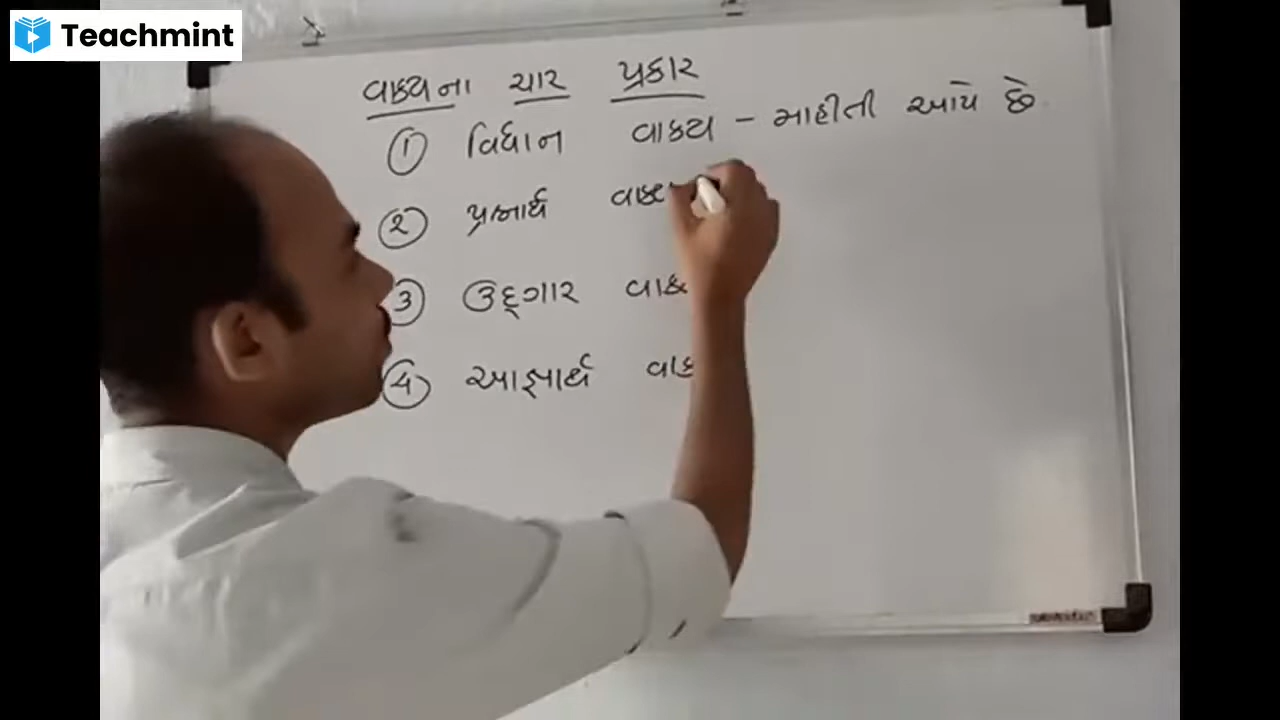 Teachmint
વાક્યના ચાર પ્રકાર
① વિધાન વાક્ય - માહીતી આપે છે
② પ્રશ્નાર્થ
③ ઉદ્ગાર
④ આજ્ઞાર્થ